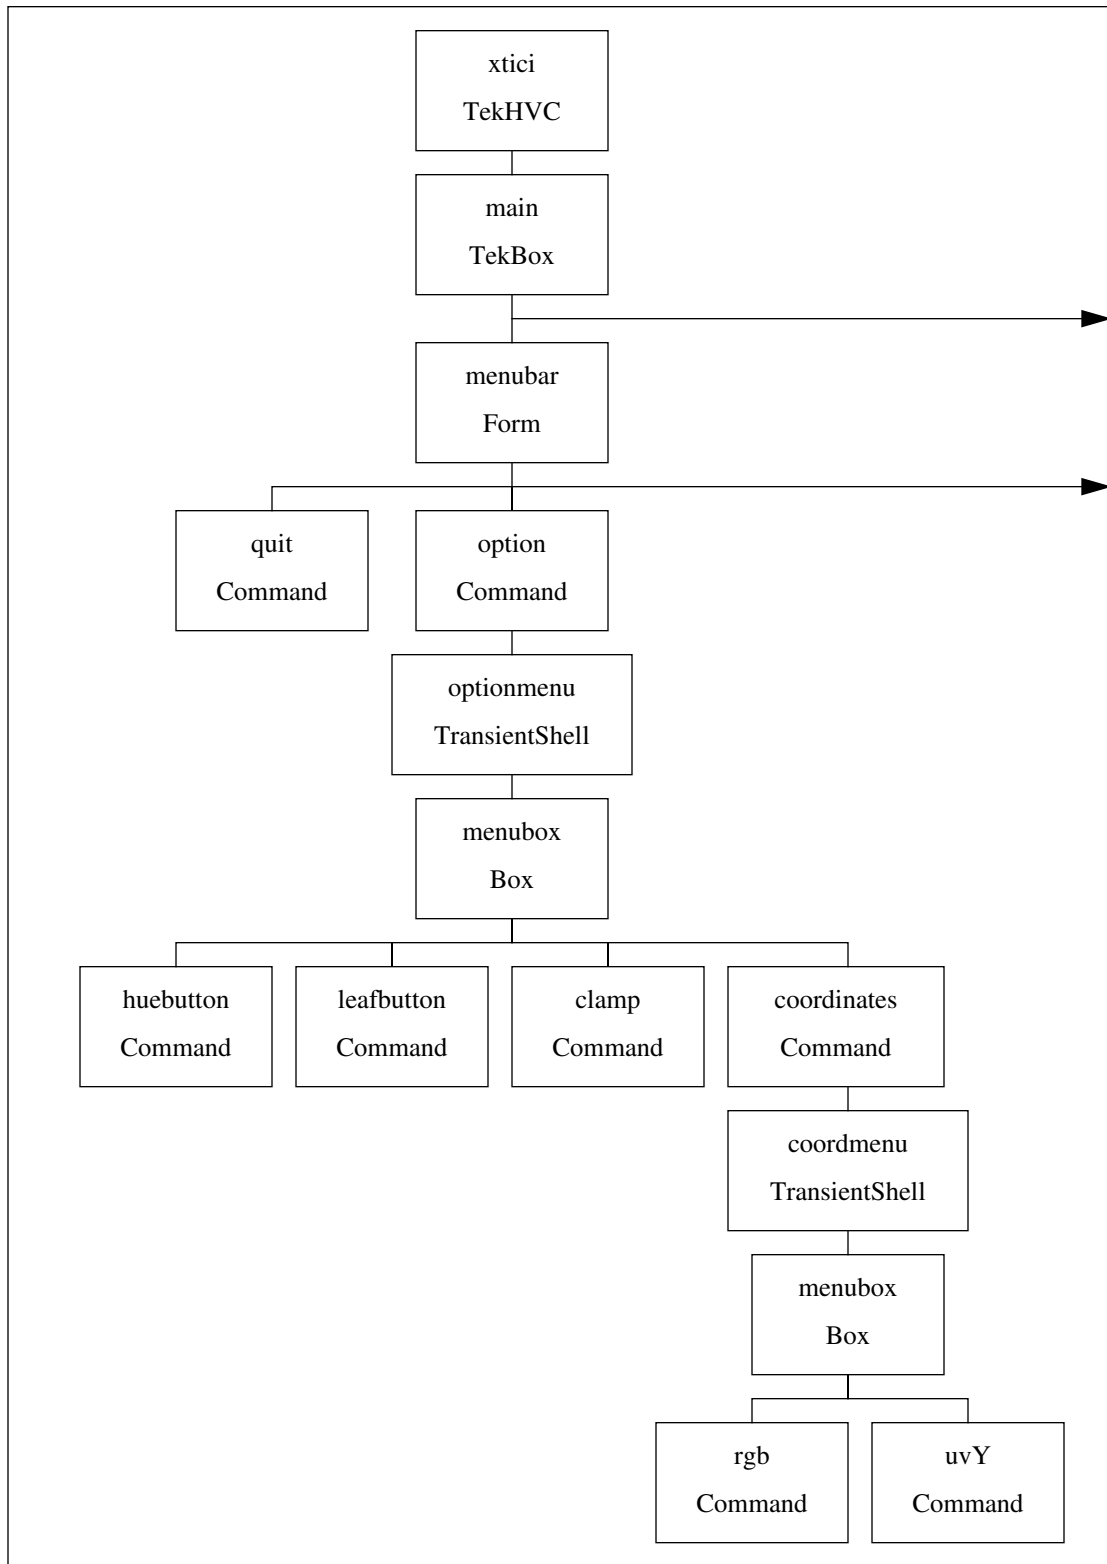 xtici
TekHVC
main
TekBox
menubar
Form
quit
Command
option
Command
optionmenu
TransientShell
menubox
Box
huebutton
Command
leafbutton
Command
clamp
Command
coordinates
Command
coordmenu
TransientShell
menubox
Box
rgb
Command
uvY
Command